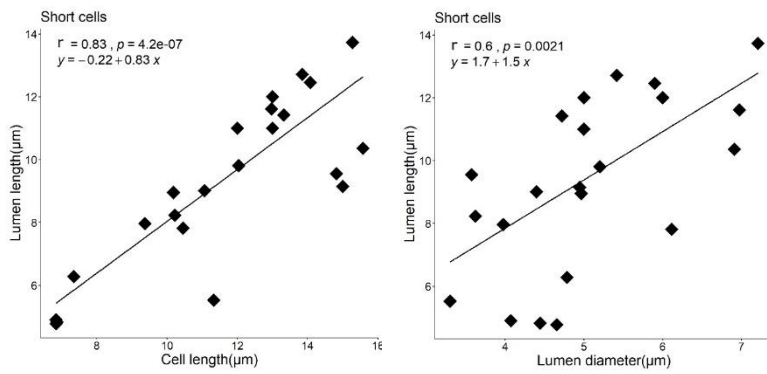 Short cells
r = 0.83 , p = 4.2e-07
y = −0.22 + 0.83 x
14
12
10
8
6
Lumen length(μm)
8
10
12
14
16
Cell length(μm)
Short cells
r = 0.6 , p = 0.0021
y = 1.7 + 1.5 x
14
12
10
8
6
Lumen length(μm)
4
5
6
7
Lumen diameter(μm)